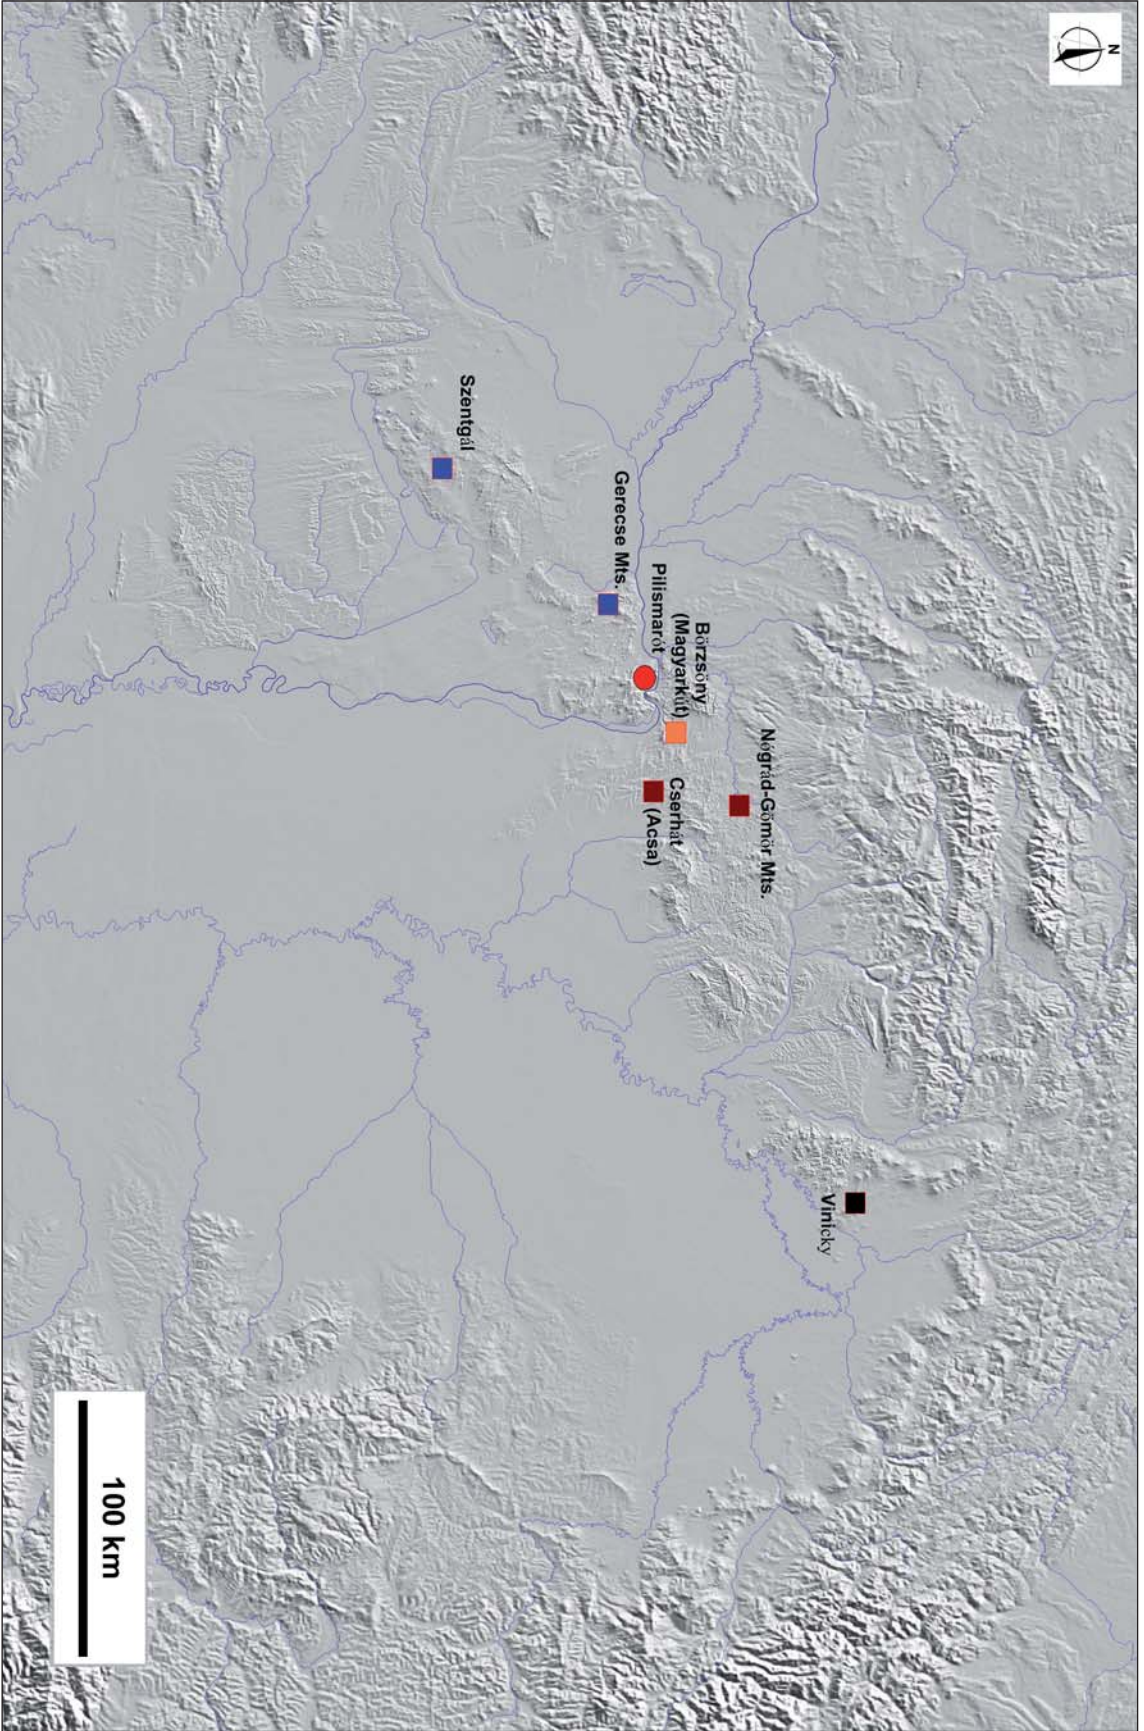 N
Vinicky
Nógrád-Gömör Mts.
Börzsöny
(Magyarkút)
Cserhát
(Acsa)
Pilismarót
Gerecse Mts.
Szentgál
100 km